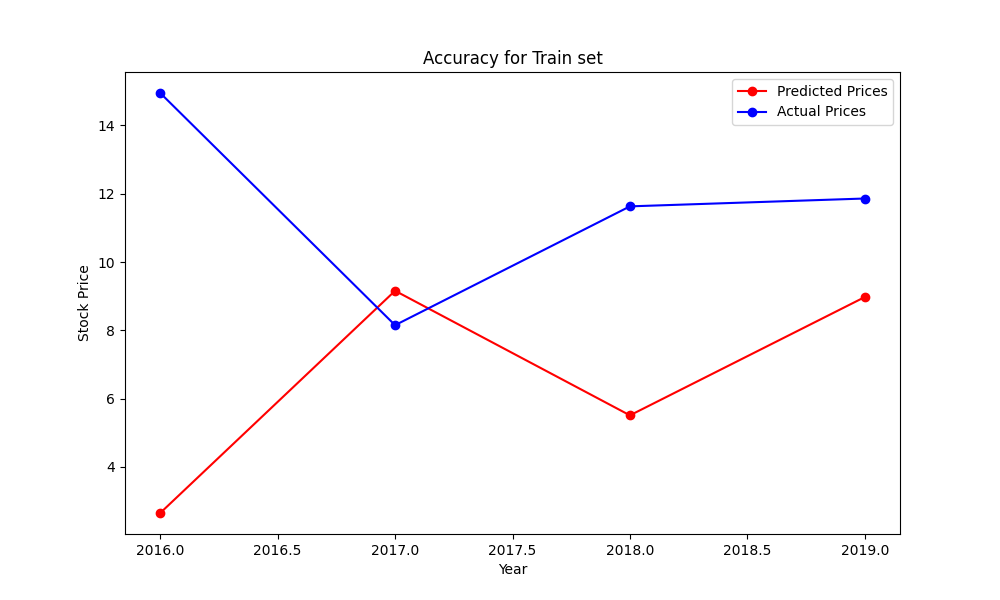 Accuracy for Train set
Predicted Prices
Actual Prices
14
12
10
8
6
4
Stock Price
2016.0 2016.5 2017.0 2017.5 2018.0 2018.5 2019.0
Year